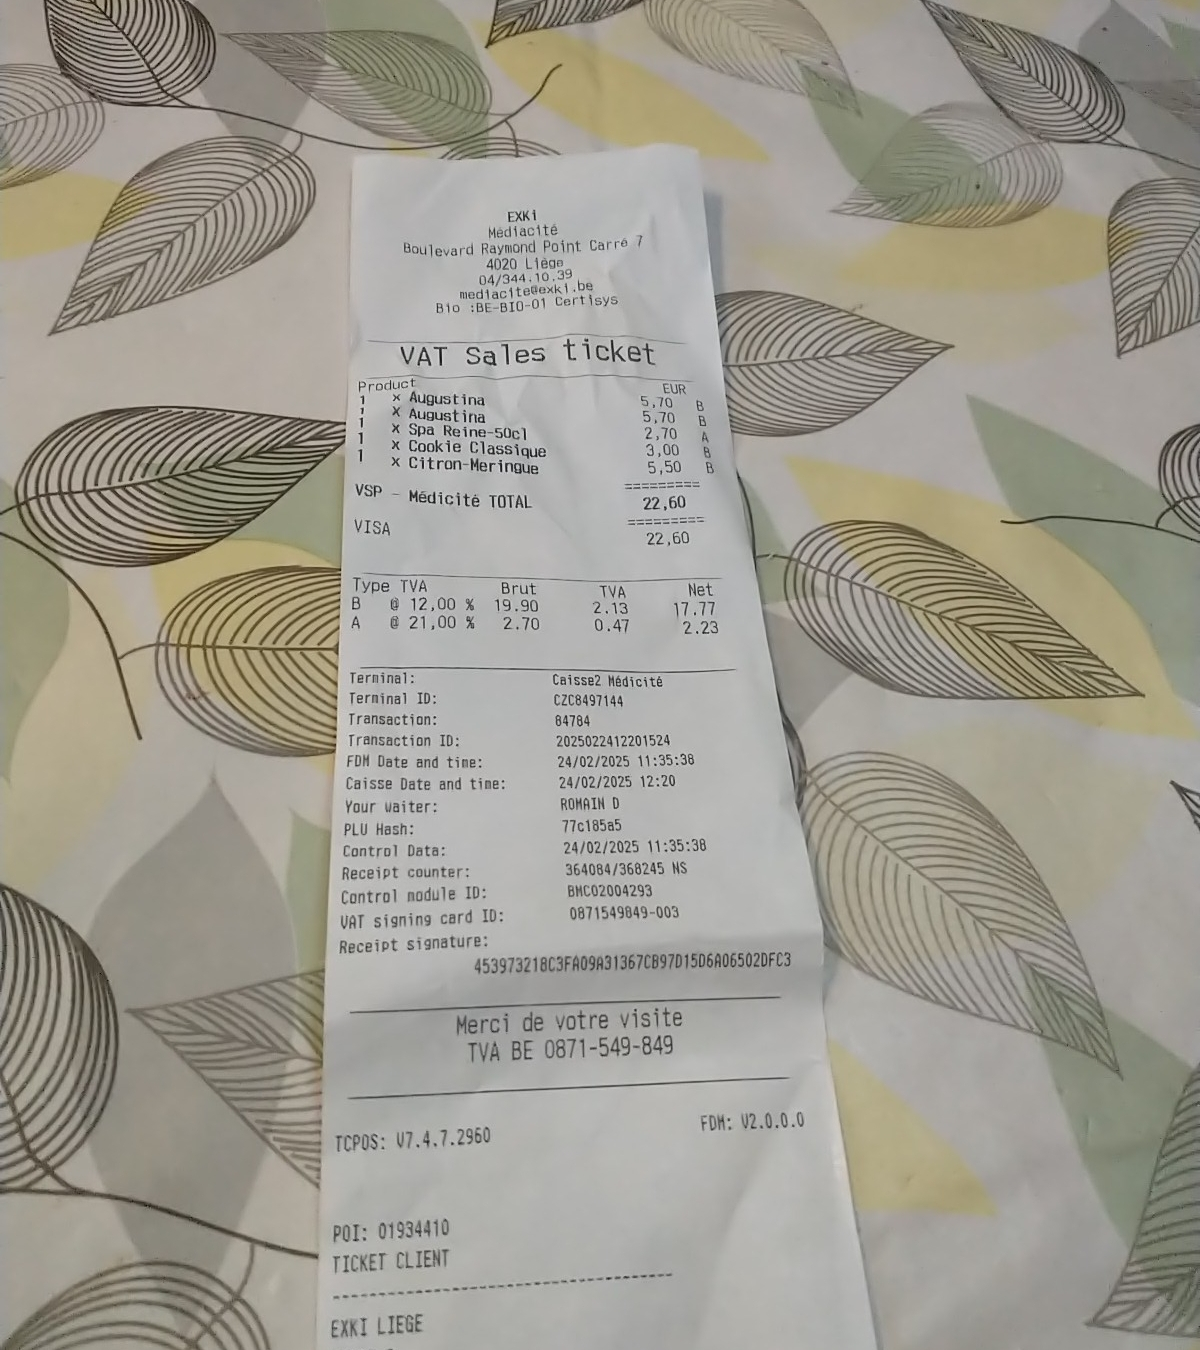 EXKi
Médiacité
Boulevard Raymond Point Carré 7
4020 Liège
04/344.10.39
mediacite@exki.be
Bio :BE-BIO-01 Certisys
VAT Sales ticket
Product EUR
1 x Augustina 5,70 B
1 x Augustina 5,70 B
1 x Spa Reine-50cl 2,70 A
1 x Cookie Classique 3,00 B
1 x Citron-Meringue 5,50 B
=========
VSP - Médicité TOTAL 22,60
=========
VISA 22,60
Type TVA Brut TVA Net
B @ 12,00 % 19.90 2.13 17.77
A @ 21,00 % 2.70 0.47 2.23
Terminal: Caisse2 Médicité
Terminal ID: CZC8497144
Transaction: 84784
Transaction ID: 2025022412201524
FDM Date and time: 24/02/2025 11:35:38
Caisse Date and time: 24/02/2025 12:20
Your waiter: ROMAIN D
PLU Hash: 77c185a5
Control Data: 24/02/2025 11:35:38
Receipt counter: 364084/368245 NS
Control module ID: BMC02004293
VAT signing card ID: 0871549849-003
Receipt signature:
453973218C3FA09A31367CB97D15D6A06502DFC3
Merci de votre visite
TVA BE 0871-549-849
TCPOS: V7.4.7.2960 FDM: V2.0.0.0
POI: 01934410
TICKET CLIENT
--------------------------------
EXKI LIEGE